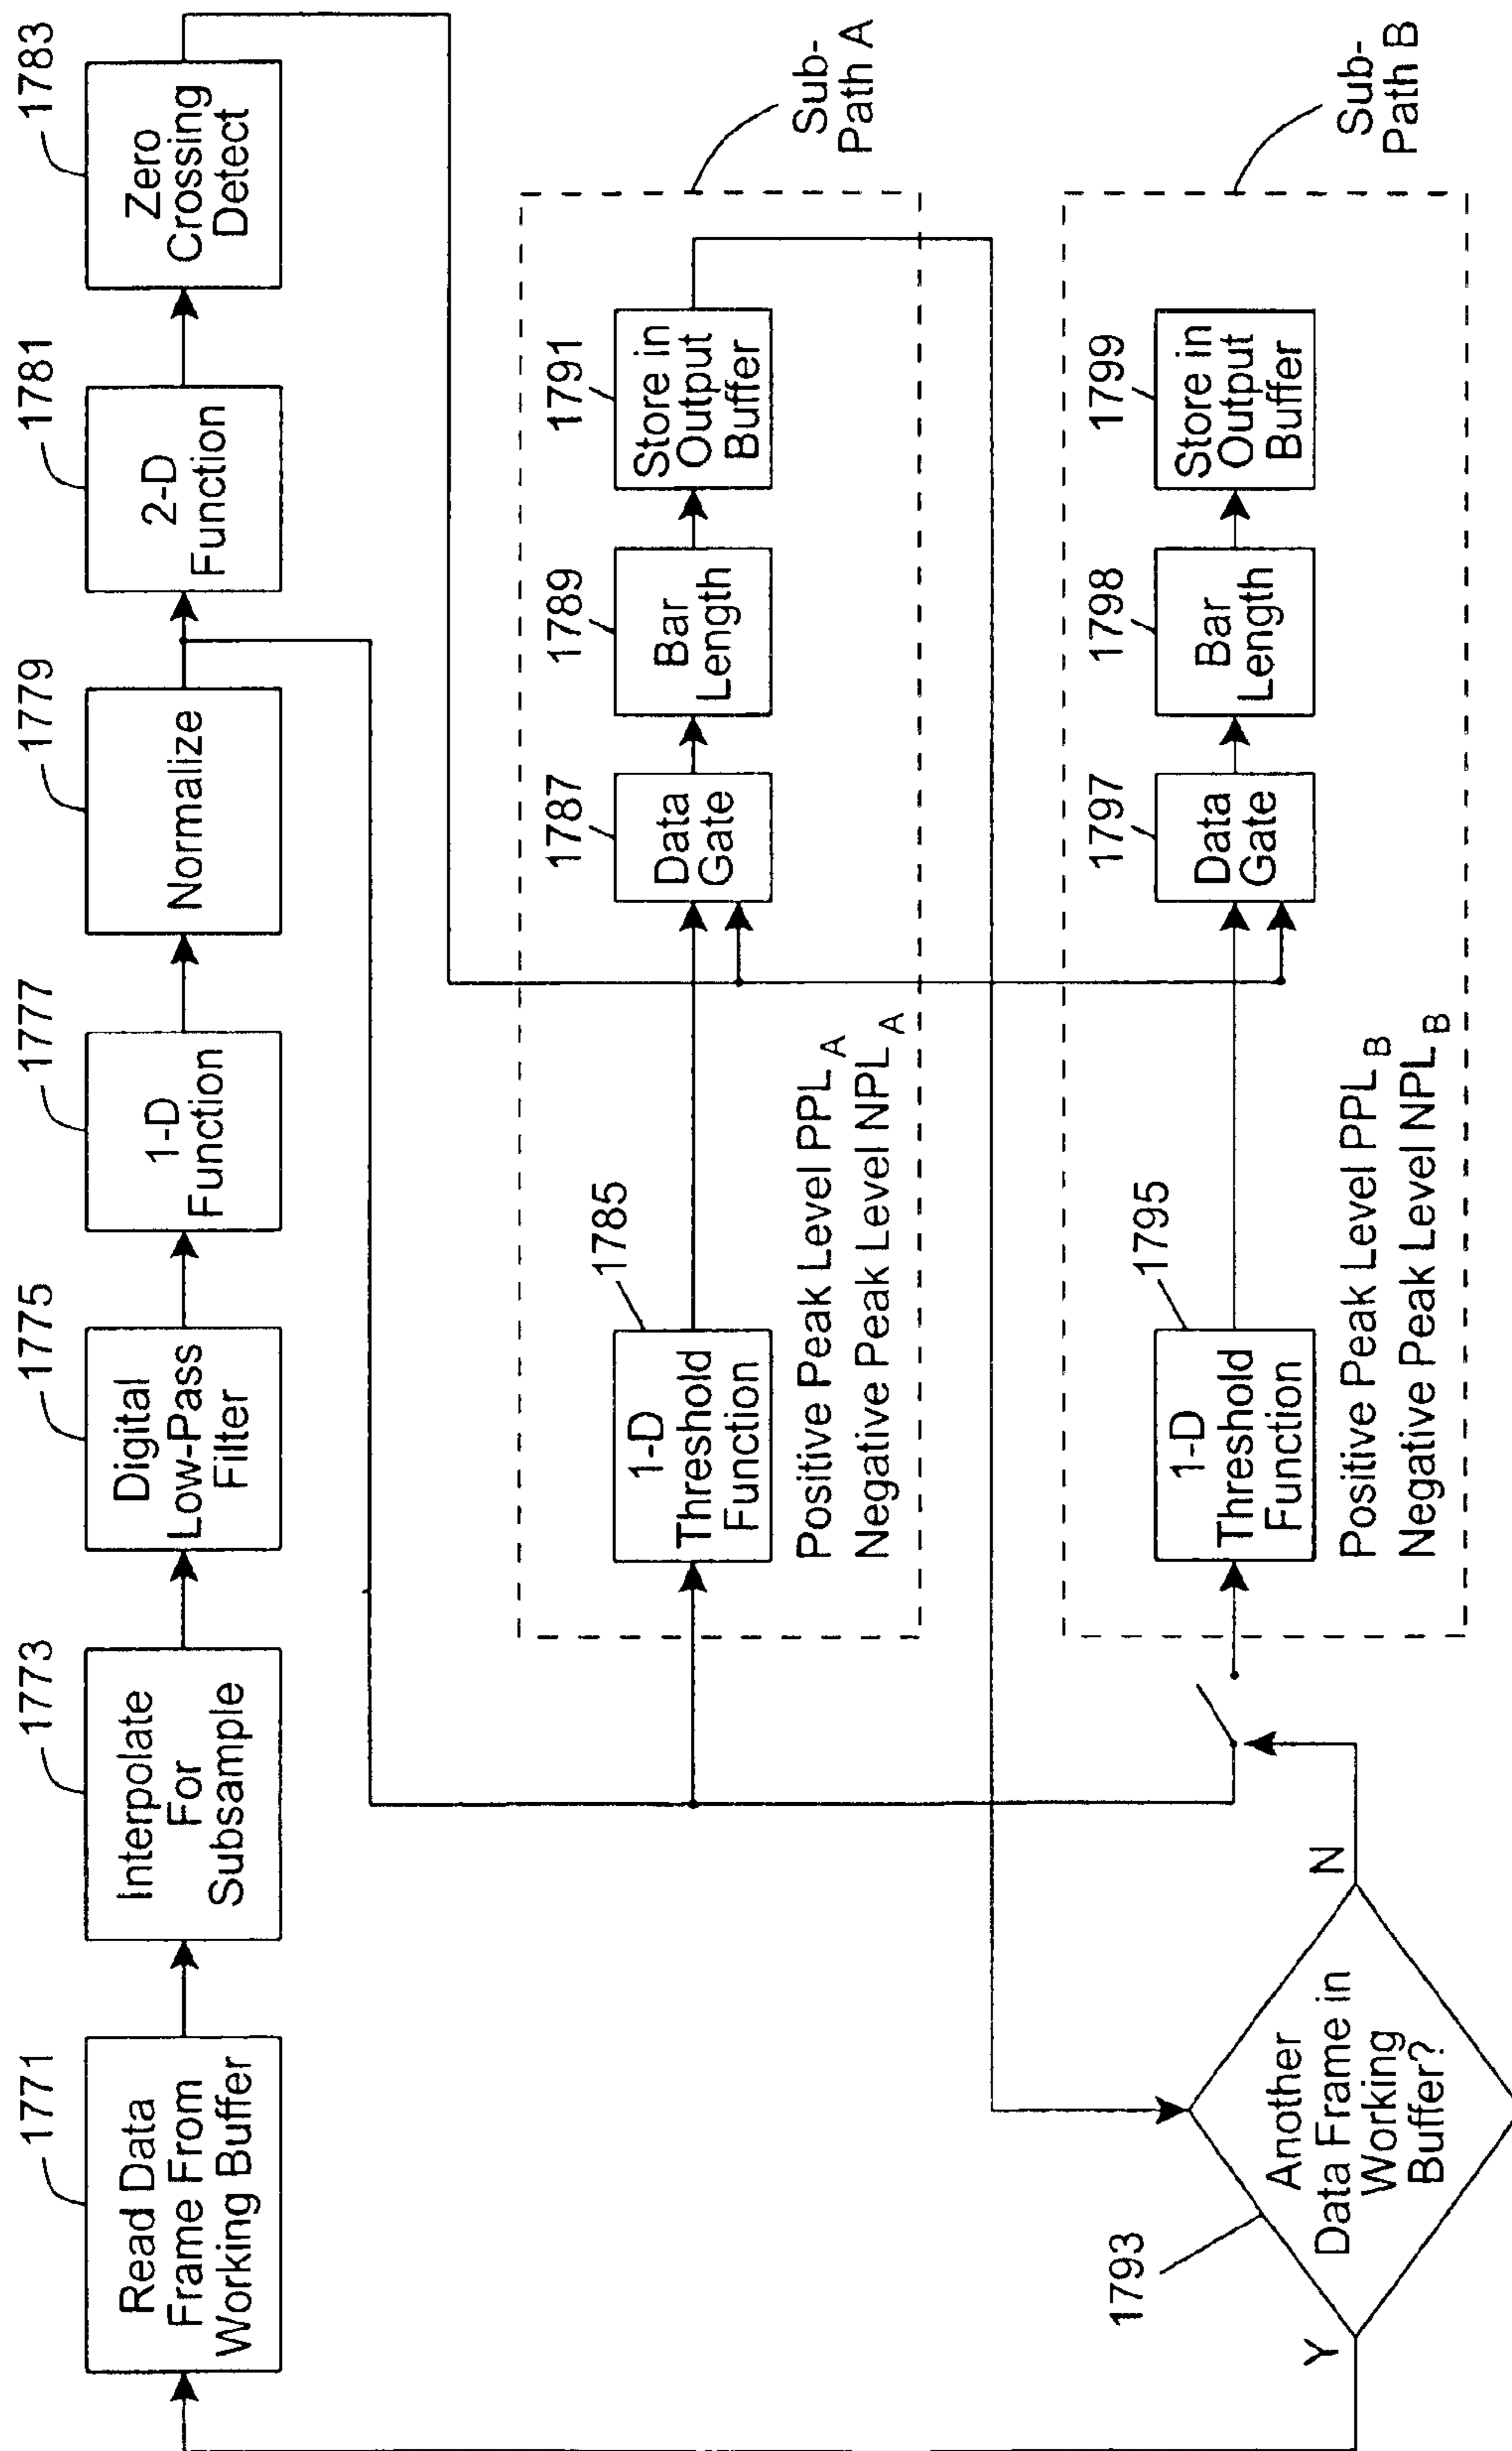 1771
Read Data
Frame From
Working Buffer
1773
Interpolate
For
Subsample
1775
Digital
Low-Pass
Filter
1777
1-D
Function
1779
Normalize
1781
2-D
Function
1783
Zero
Crossing
Detect
1785
1-D
Threshold
Function
Positive Peak Level PPL A
Negative Peak Level NPL A
1787
Data
Gate
1789
Bar
Length
1791
Store in
Output
Buffer
Sub-
Path A
1793
Another
Data Frame in
Working
Buffer?
Y
N
1795
1-D
Threshold
Function
Positive Peak Level PPL B
Negative Peak Level NPL B
1797
Data
Gate
1798
Bar
Length
1799
Store in
Output
Buffer
Sub-
Path B